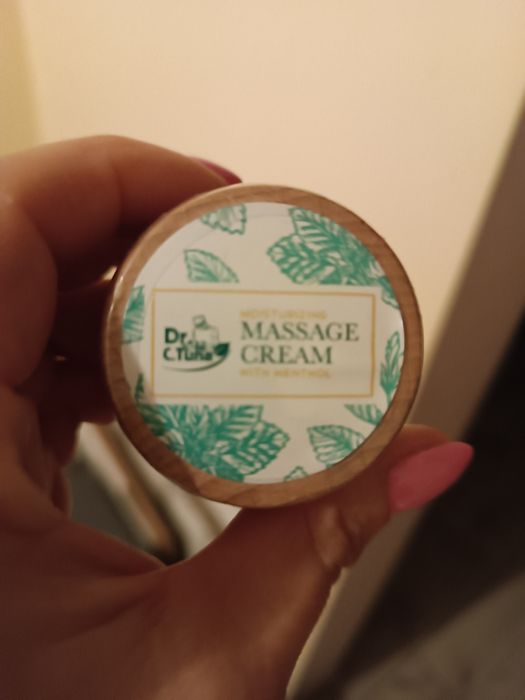 Dr.
C.Tuna
MOISTURIZING
MASSAGE
CREAM
WITH MENTHOL